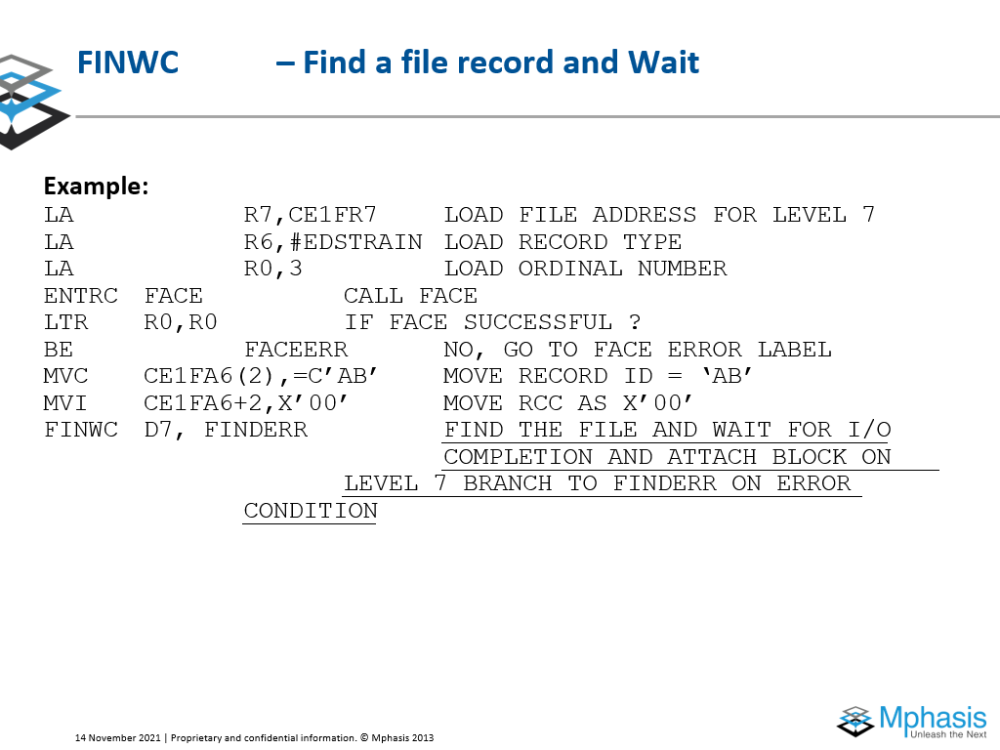 FINWC – Find a file record and Wait
Example:
LA R7,CE1FR7 LOAD FILE ADDRESS FOR LEVEL 7
LA R6,#EDSTRAIN LOAD RECORD TYPE
LA R0,3 LOAD ORDINAL NUMBER
ENTRC FACE CALL FACE
LTR R0,R0 IF FACE SUCCESSFUL ?
BE FACEERR NO, GO TO FACE ERROR LABEL
MVC CE1FA6(2),=C’AB’ MOVE RECORD ID = ‘AB’
MVI CE1FA6+2,X’00’ MOVE RCC AS X’00’
FINWC D7, FINDERR FIND THE FILE AND WAIT FOR I/O
COMPLETION AND ATTACH BLOCK ON
LEVEL 7 BRANCH TO FINDERR ON ERROR
CONDITION
14 November 2021 | Proprietary and confidential information. © Mphasis 2013
Mphasis
Unleash the Next